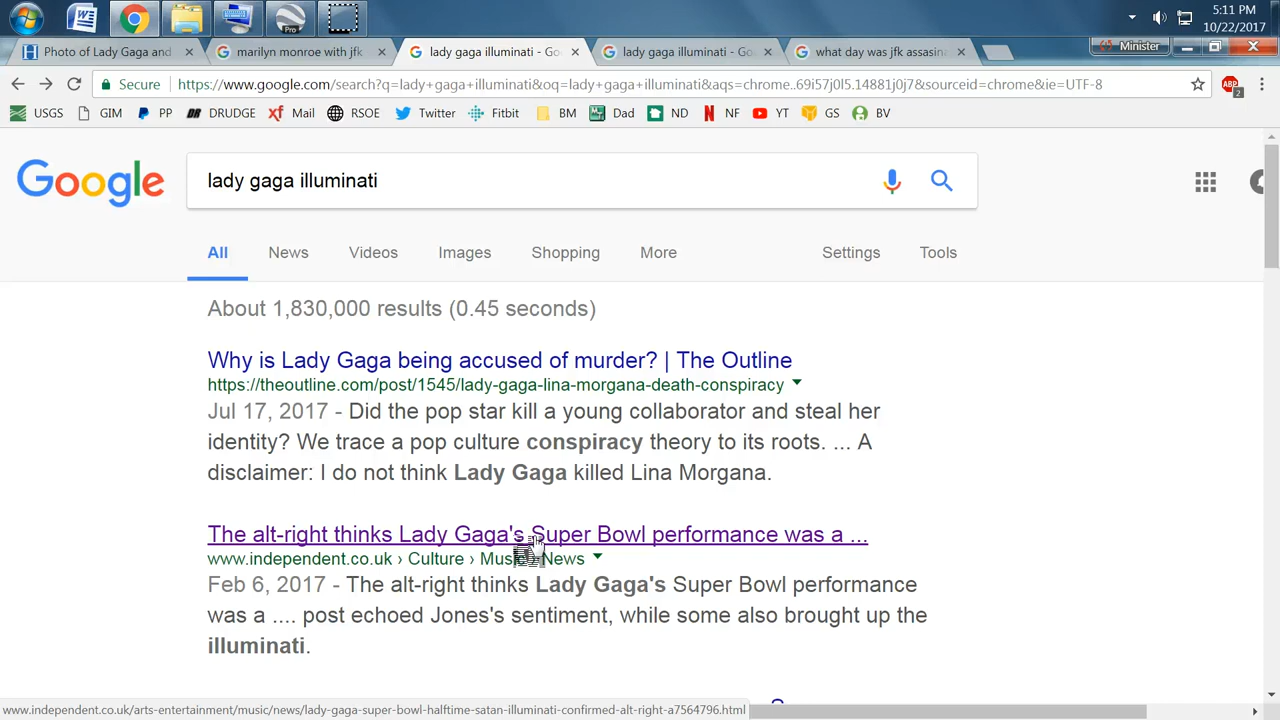 Pro
5:11 PM
10/22/2017
Photo of Lady Gaga and
marilyn monroe with jfk
lady gaga illuminati - Go
lady gaga illuminati - Go
what day was jfk assasin
Minister
Secure
https://www.google.com/search?q=lady+gaga+illuminati&oq=lady+gaga+illuminati&aqs=chrome..69i57j0l5.14881j0j7&sourceid=chrome&ie=UTF-8
ABP
2
USGS GIM PP DRUDGE Mail RSOE Twitter Fitbit BM Dad ND NF YT GS BV
Google
lady gaga illuminati
All News Videos Images Shopping More Settings Tools
About 1,830,000 results (0.45 seconds)
Why is Lady Gaga being accused of murder? | The Outline
https://theoutline.com/post/1545/lady-gaga-lina-morgana-death-conspiracy
Jul 17, 2017 - Did the pop star kill a young collaborator and steal her
identity? We trace a pop culture conspiracy theory to its roots. ... A
disclaimer: I do not think Lady Gaga killed Lina Morgana.
The alt-right thinks Lady Gaga's Super Bowl performance was a ...
www.independent.co.uk › Culture › Music › News
Feb 6, 2017 - The alt-right thinks Lady Gaga's Super Bowl performance
was a .... post echoed Jones's sentiment, while some also brought up the
illuminati.
www.independent.co.uk/arts-entertainment/music/news/lady-gaga-super-bowl-halftime-satan-illuminati-confirmed-alt-right-a7564796.html